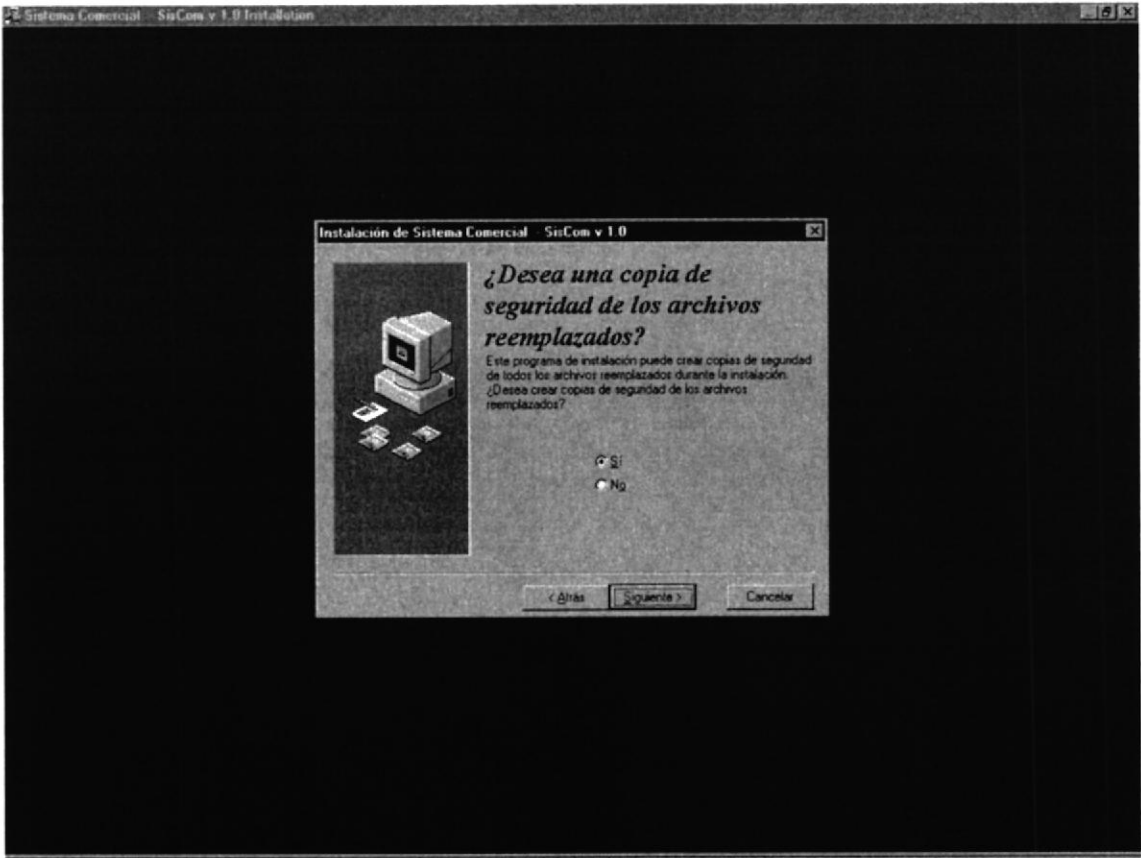 Sistema Comercial SisCom v 1.0 Installation
Instalación de Sistema Comercial - SisCom v 1.0
¿Desea una copia de
seguridad de los archivos
reemplazados?
Este programa de instalación puede crear copias de seguridad
de todos los archivos reemplazados durante la instalación.
¿Desea crear copias de seguridad de los archivos
reemplazados?
Sí
No
< Atrás
Siguiente >
Cancelar